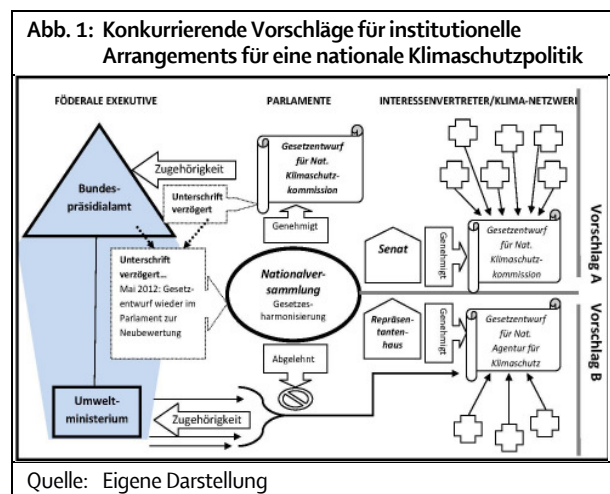 Abb. 1: Konkurrierende Vorschläge für institutionelle
Arrangements für eine nationale Klimaschutzpolitik
FÖDERALE EXEKUTIVE
PARLAMENTE
INTERESSENVERTRETER/KLIMA-NETZWERK
Bundes-
präsidialamt
Zugehörigkeit
Unterschrift
verzögert
Gesetzentwurf
für Nat.
Klimaschutz-
kommission
Genehmigt
Unterschrift
verzögert...
Mai 2012: Gesetz-
entwurf wieder im
Parlament zur
Neubewertung
Nationalver-
sammlung
Gesetzes-
harmonisierung
Senat
Genehmigt
Gesetzentwurf
für Nat.
Klimaschutz-
kommission
Vorschlag A
Repräsen-
tanten-
haus
Genehmigt
Gesetzentwurf
für Nat.
Agentur für
Klimaschutz
Vorschlag B
Abgelehnt
Umwelt-
ministerium
Zugehörigkeit
Quelle: Eigene Darstellung